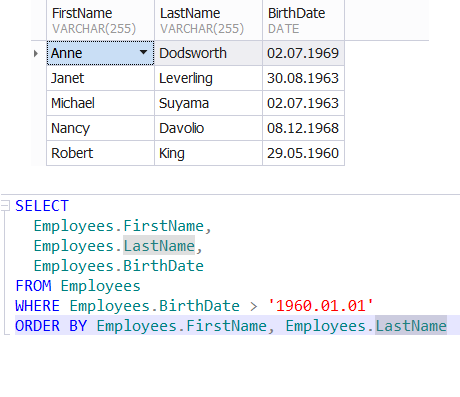 FirstName LastName BirthDate
VARCHAR(255) VARCHAR(255) DATE
Anne Dodsworth 02.07.1969
Janet Leverling 30.08.1963
Michael Suyama 02.07.1963
Nancy Davolio 08.12.1968
Robert King 29.05.1960
SELECT
Employees.FirstName,
Employees.LastName,
Employees.BirthDate
FROM Employees
WHERE Employees.BirthDate > '1960.01.01'
ORDER BY Employees.FirstName, Employees.LastName